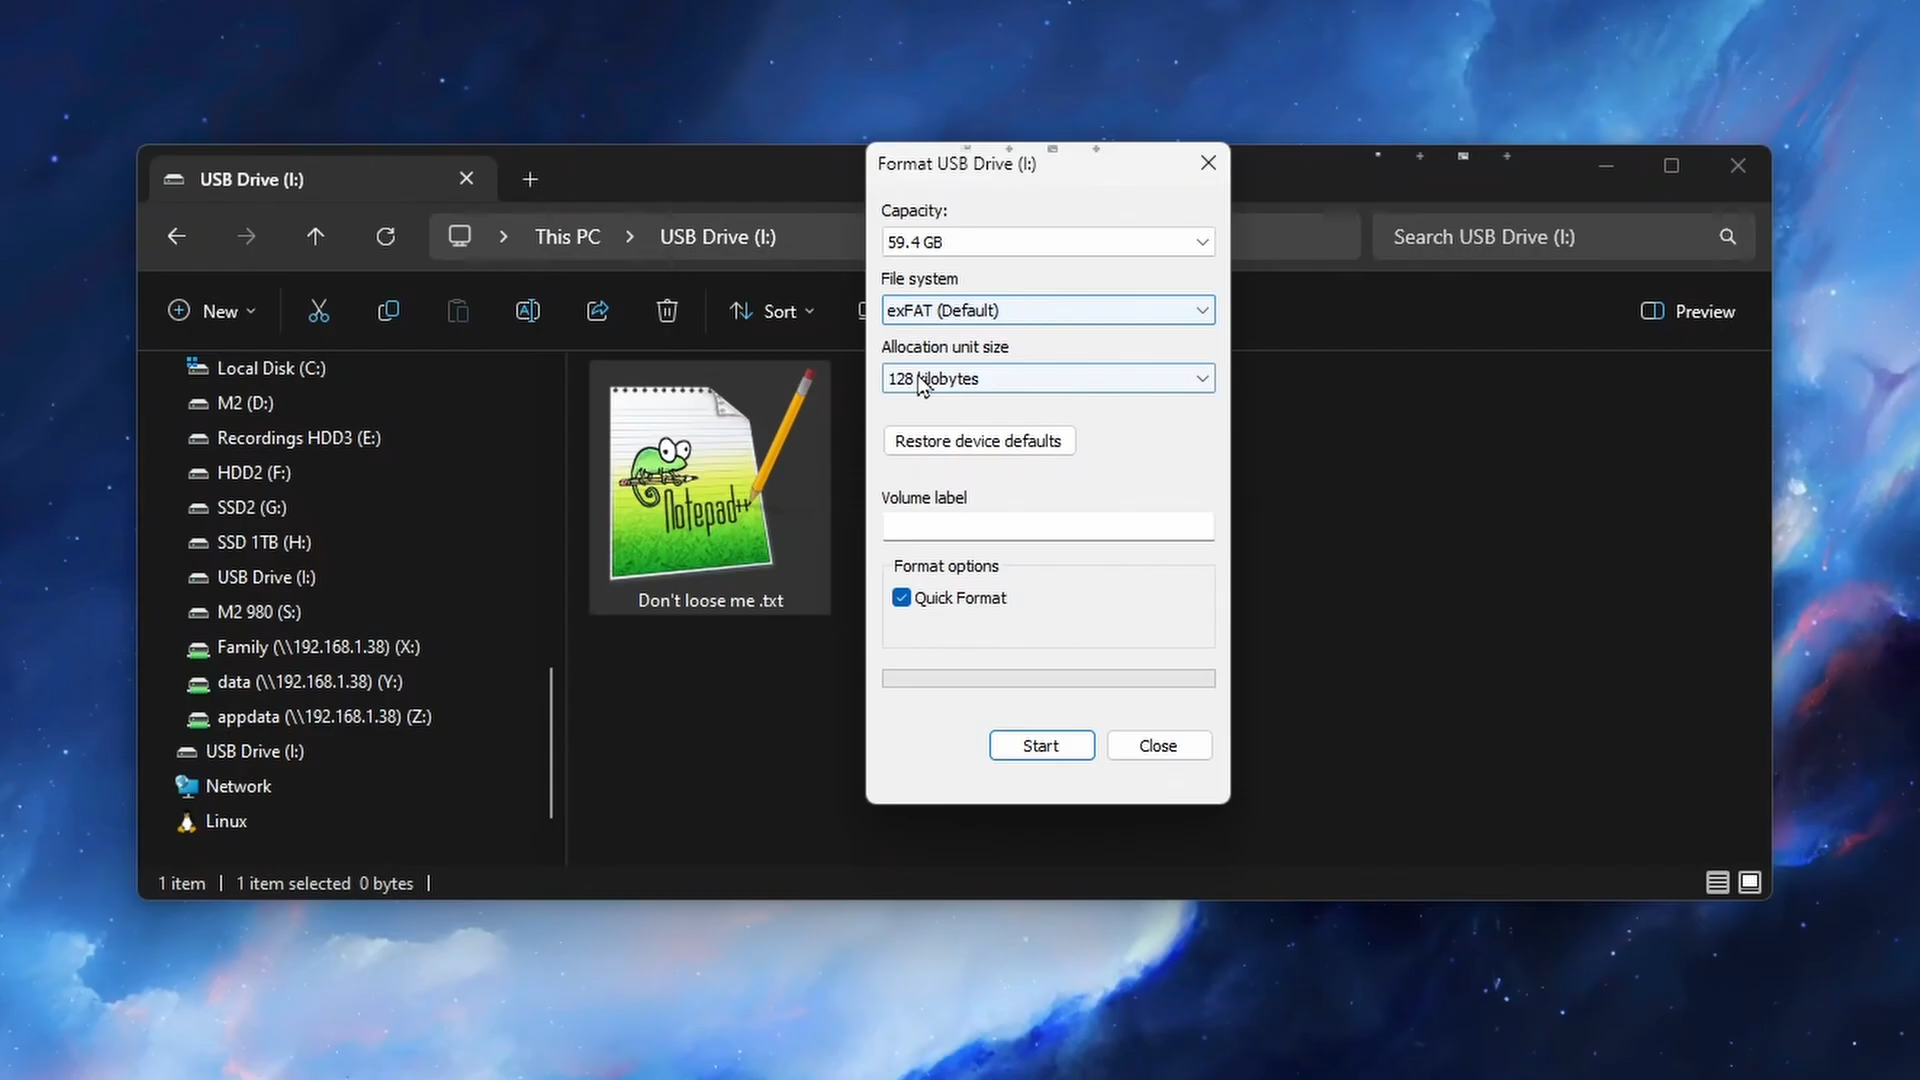 USB Drive (I:)
This PC
USB Drive (I:)
Search USB Drive (I:)
New
Sort
Preview
Local Disk (C:)
M2 (D:)
Recordings HDD3 (E:)
HDD2 (F:)
SSD2 (G:)
SSD 1TB (H:)
USB Drive (I:)
M2 980 (S:)
Family (\\192.168.1.38) (X:)
data (\\192.168.1.38) (Y:)
appdata (\\192.168.1.38) (Z:)
USB Drive (I:)
Network
Linux
Notepad++
Don't loose me .txt
Format USB Drive (I:)
Capacity:
59.4 GB
File system
exFAT (Default)
Allocation unit size
128 kilobytes
Restore device defaults
Volume label
Format options
Quick Format
Start
Close
1 item
1 item selected 0 bytes